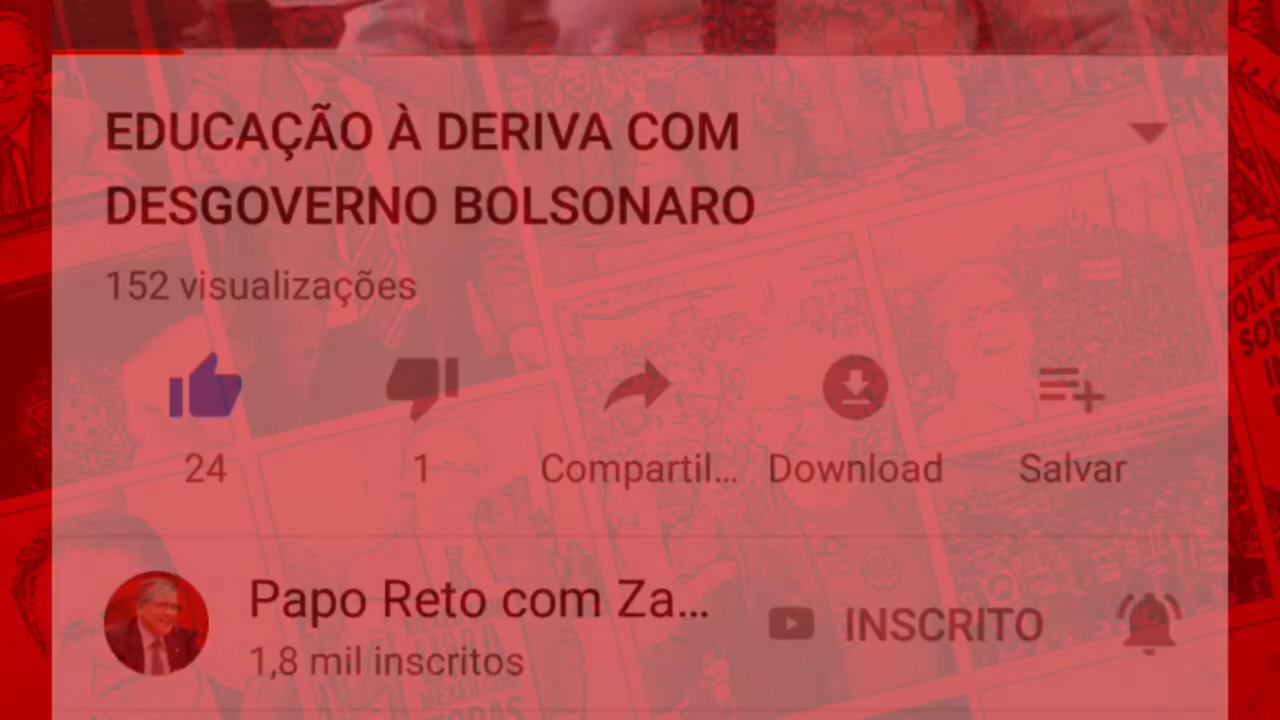 EDUCAÇÃO À DERIVA COM
DESGOVERNO BOLSONARO
152 visualizações
24
1
Compartil...
Download
Salvar
Papo Reto com Za...
INSCRITO
1,8 mil inscritos